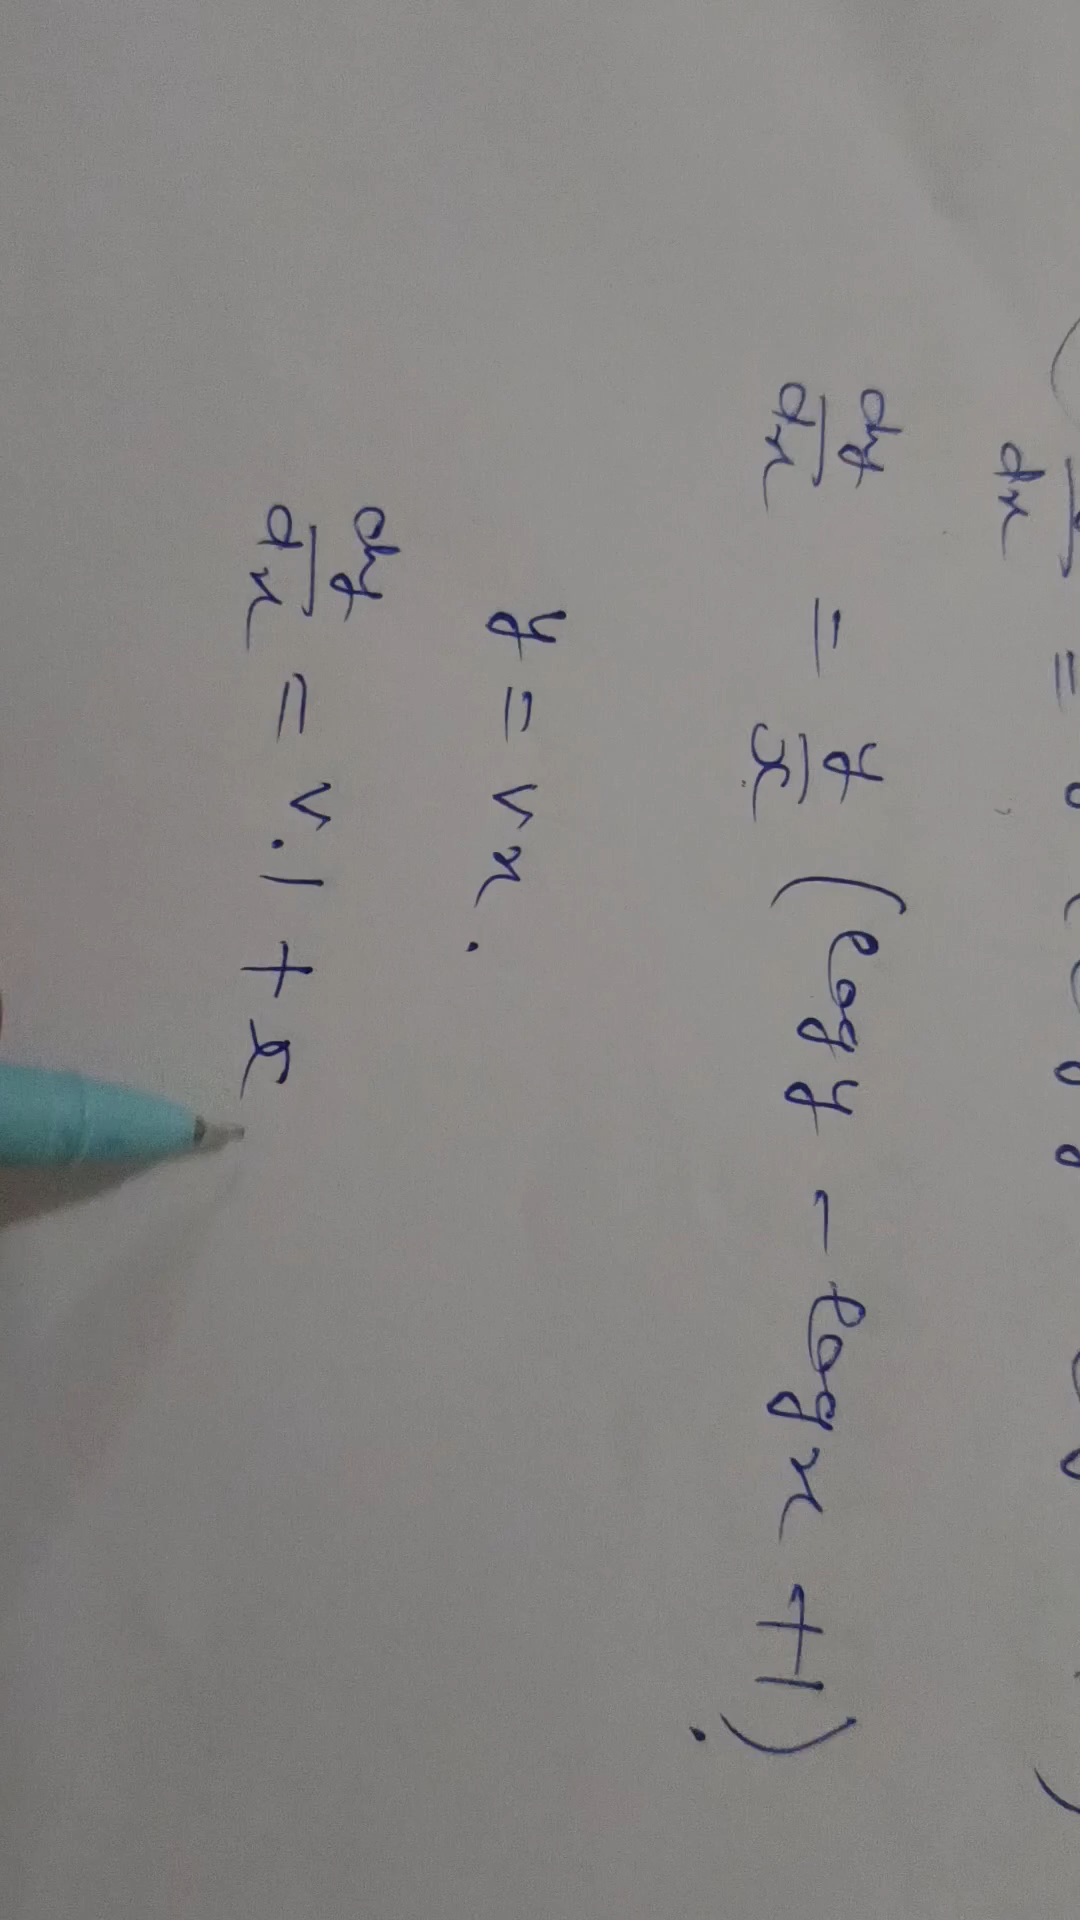 dy/dx = y/x (log y - log x + 1).
y = vx.
dy/dx = v.1 + x